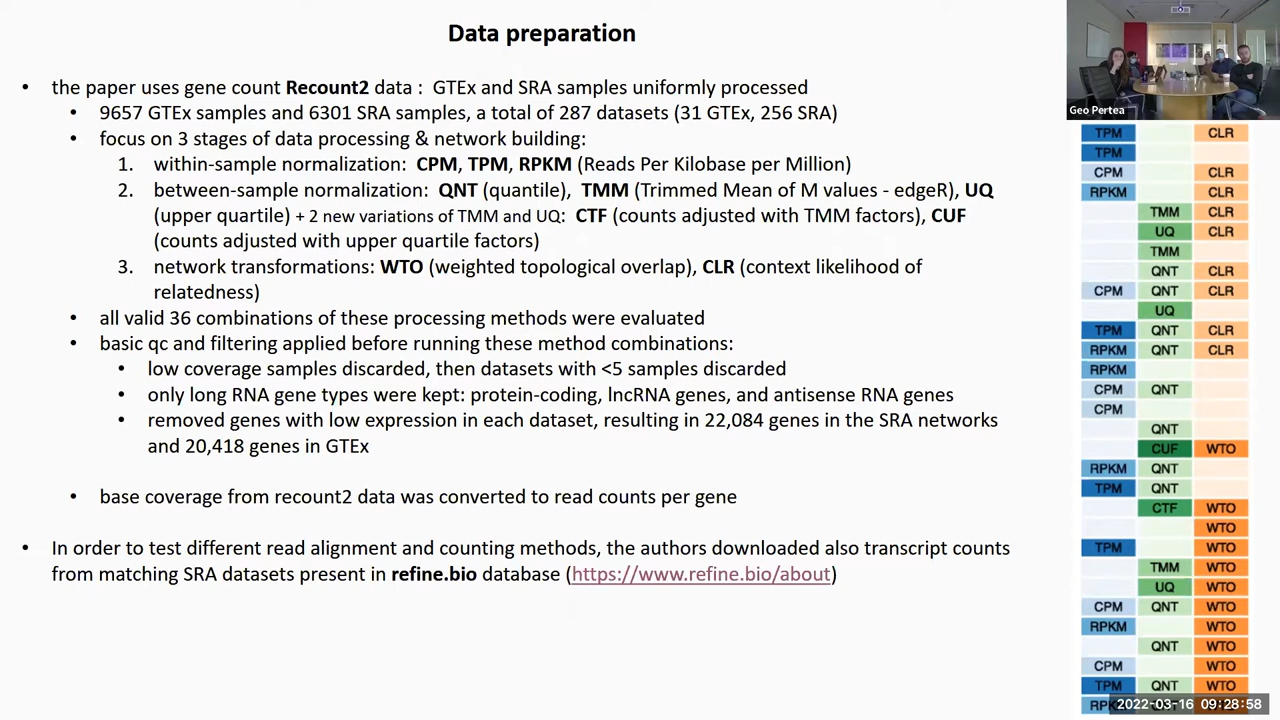 Data preparation
• the paper uses gene count Recount2 data : GTEx and SRA samples uniformly processed
• 9657 GTEx samples and 6301 SRA samples, a total of 287 datasets (31 GTEx, 256 SRA)
• focus on 3 stages of data processing & network building:
1. within-sample normalization: CPM, TPM, RPKM (Reads Per Kilobase per Million)
2. between-sample normalization: QNT (quantile), TMM (Trimmed Mean of M values - edgeR), UQ
(upper quartile) + 2 new variations of TMM and UQ: CTF (counts adjusted with TMM factors), CUF
(counts adjusted with upper quartile factors)
3. network transformations: WTO (weighted topological overlap), CLR (context likelihood of
relatedness)
• all valid 36 combinations of these processing methods were evaluated
• basic qc and filtering applied before running these method combinations:
• low coverage samples discarded, then datasets with <5 samples discarded
• only long RNA gene types were kept: protein-coding, lncRNA genes, and antisense RNA genes
• removed genes with low expression in each dataset, resulting in 22,084 genes in the SRA networks
and 20,418 genes in GTEx
• base coverage from recount2 data was converted to read counts per gene
• In order to test different read alignment and counting methods, the authors downloaded also transcript counts
from matching SRA datasets present in refine.bio database (https://www.refine.bio/about)
Geo Pertea
TPM CLR
TPM
CPM CLR
RPKM CLR
TMM CLR
UQ CLR
TMM
QNT CLR
CPM QNT CLR
UQ
TPM QNT CLR
RPKM QNT CLR
RPKM
CPM QNT
CPM
QNT
CUF WTO
RPKM QNT
TPM QNT
CTF WTO
WTO
TPM WTO
TMM WTO
UQ WTO
CPM QNT WTO
RPKM WTO
QNT WTO
CPM WTO
TPM QNT WTO
2022-03-16 09:28:58